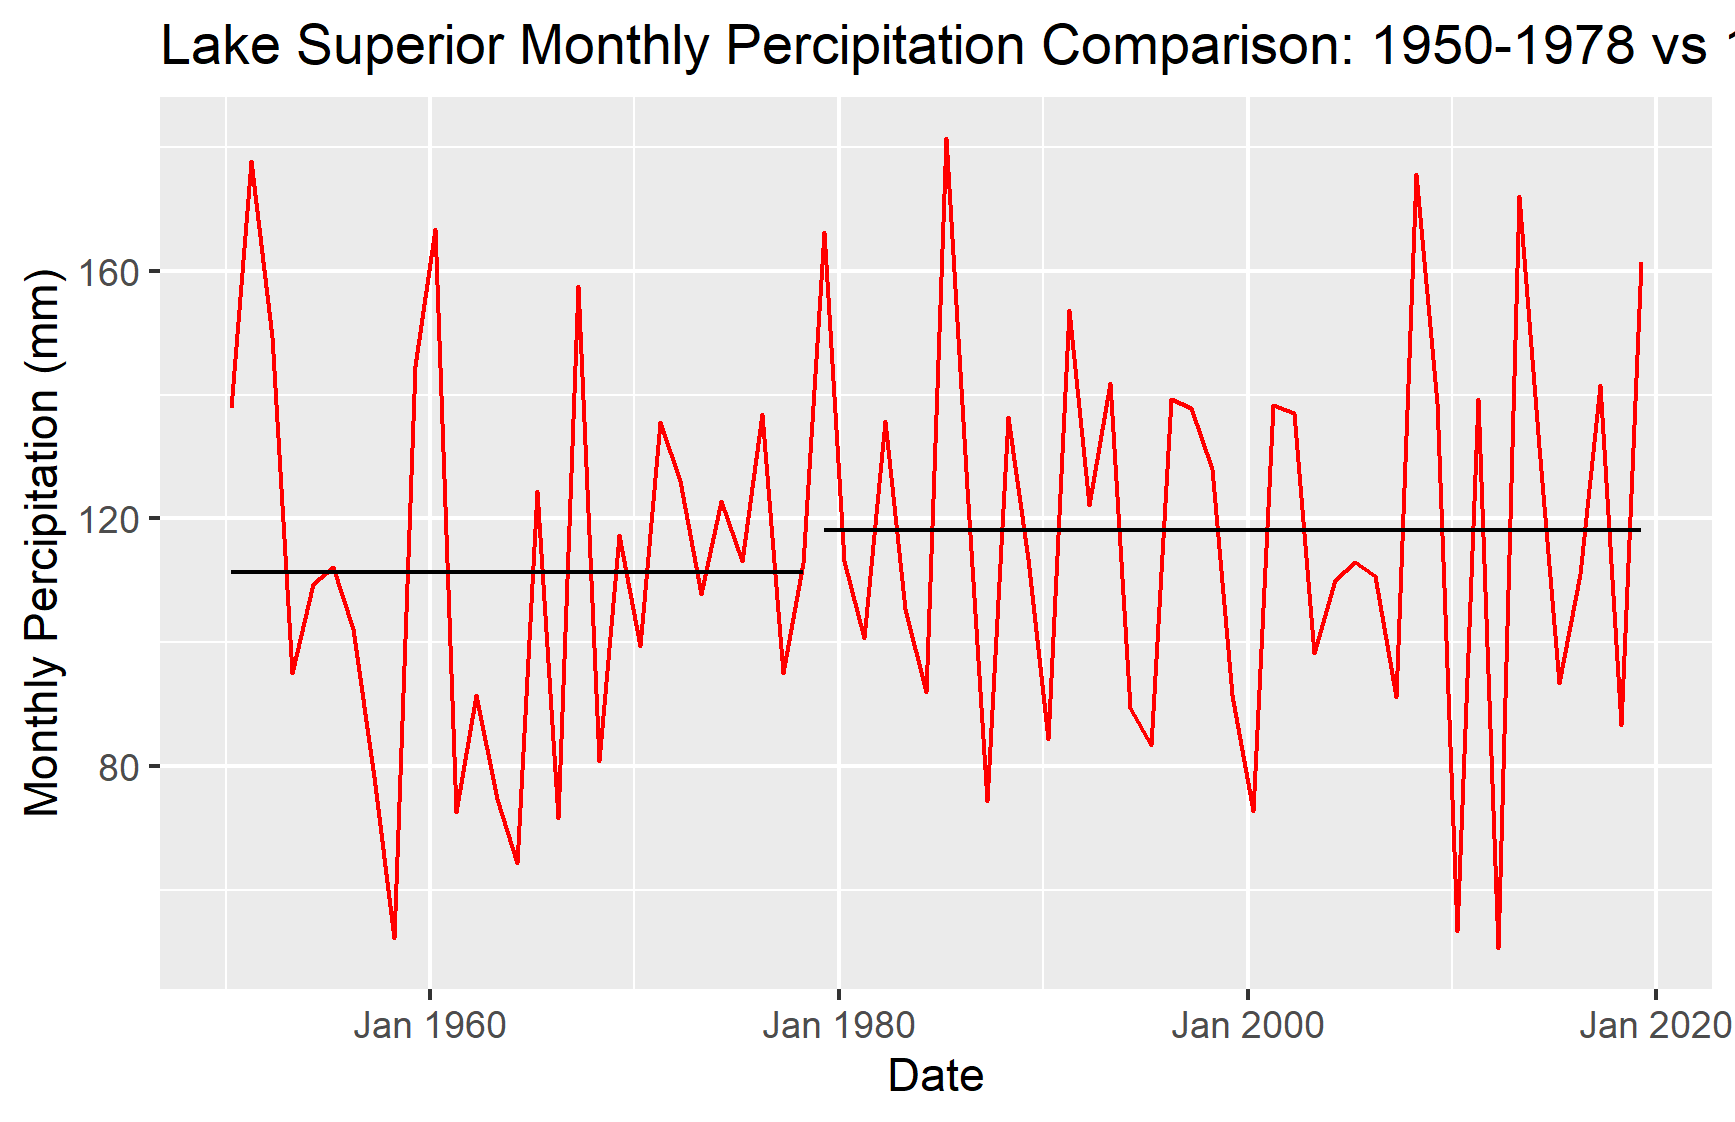 Lake Superior Monthly Percipitation Comparison: 1950-1978 vs 1
Monthly Percipitation (mm)
160
120
80
Jan 1960
Jan 1980
Jan 2000
Jan 2020
Date